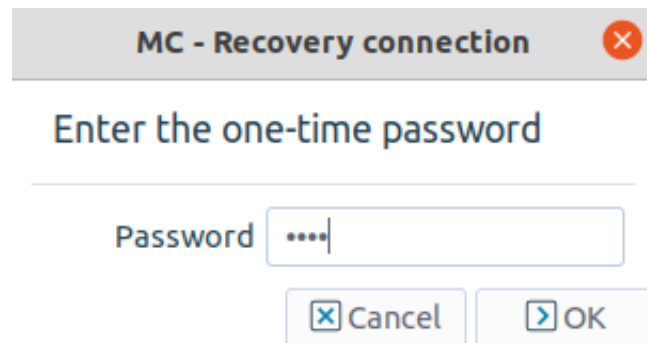 MC - Recovery connection
Enter the one-time password
Password ••••
Cancel OK